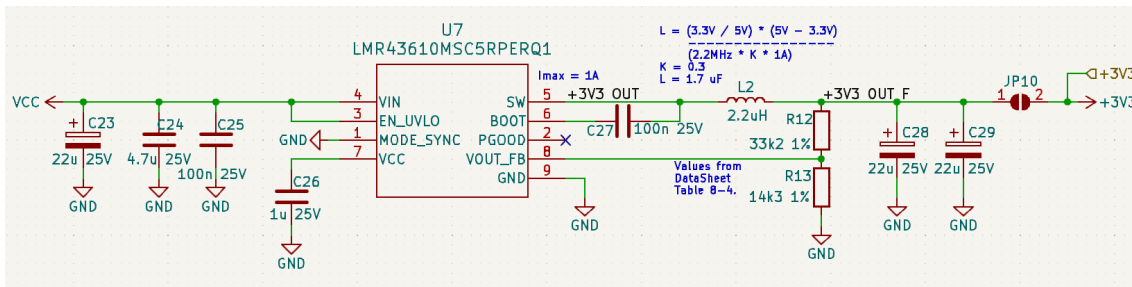 U7
LMR43610MSC5RPERQ1
L = (3.3V / 5V) * (5V - 3.3V)
(2.2MHz * K * 1A)
K = 0.3
L = 1.7 uF
Imax = 1A
VCC
4 VIN
3 EN_UVLO
1 MODE_SYNC
7 VCC
SW 5
BOOT 6
PGOOD 2
VOUT_FB 8
GND 9
+3V3 OUT
C27 100n 25V
L2
2.2uH
+3V3 OUT_F
JP10
1 2
+3V3
+3V3
+ C23
22u 25V
GND
C24
4.7u 25V
GND
C25
100n 25V
GND
GND
C26
1u 25V
GND
GND
Values from
DataSheet
Table 8-4.
R12
33k2 1%
R13
14k3 1%
GND
+ C28
22u 25V
GND
+ C29
22u 25V
GND